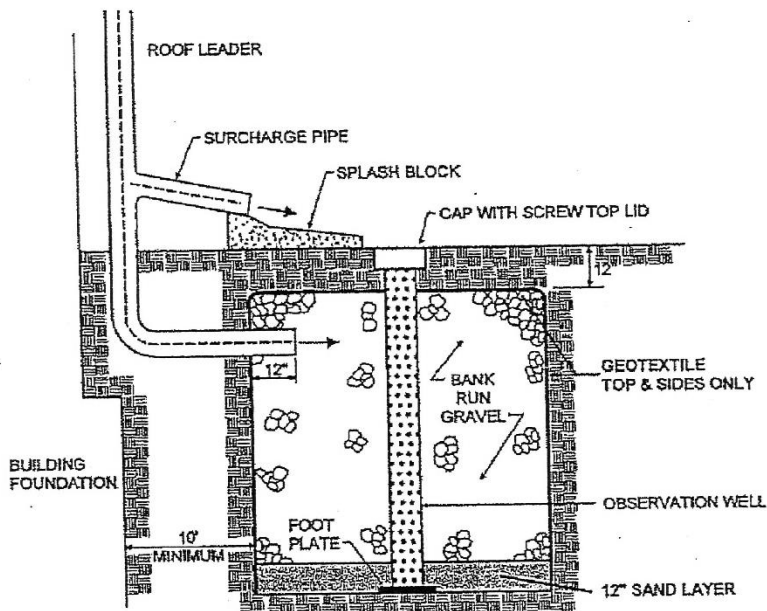 ROOF LEADER
SURCHARGE PIPE
SPLASH BLOCK
CAP WITH SCREW TOP LID
12"
12"
GEOTEXTILE
TOP & SIDES ONLY
BANK
RUN
GRAVEL
BUILDING
FOUNDATION
OBSERVATION WELL
FOOT
PLATE
10'
MINIMUM
12" SAND LAYER